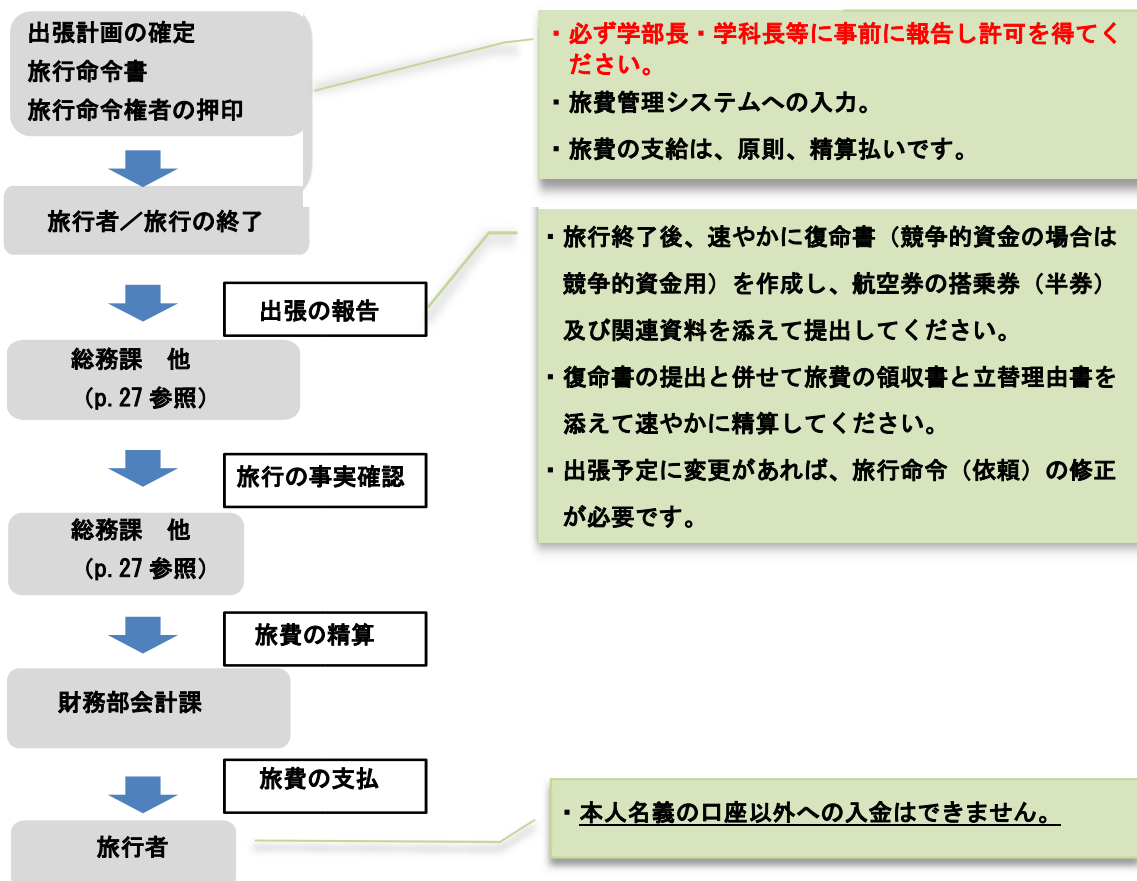 出張計画の確定
旅行命令書
旅行命令権者の押印
・必ず学部長・学科長等に事前に報告し許可を得てく
ださい。
・旅費管理システムへの入力。
・旅費の支給は、原則、精算払いです。
旅行者／旅行の終了
・旅行終了後、速やかに復命書（競争的資金の場合は
競争的資金用）を作成し、航空券の搭乗券（半券）
及び関連資料を添えて提出してください。
・復命書の提出と併せて旅費の領収書と立替理由書を
添えて速やかに精算してください。
・出張予定に変更があれば、旅行命令（依頼）の修正
が必要です。
出張の報告
総務課　他
（p. 27 参照）
旅行の事実確認
総務課　他
（p. 27 参照）
旅費の精算
財務部会計課
旅費の支払
旅行者
・本人名義の口座以外への入金はできません。